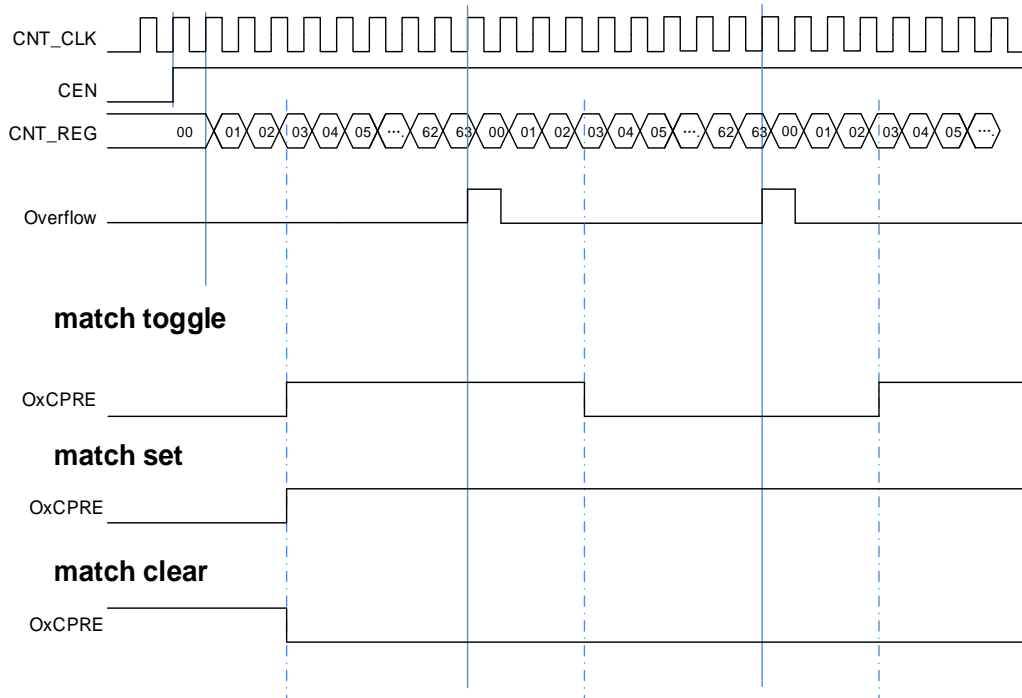 CNT_CLK
CEN
CNT_REG 00 01 02 03 04 05 .... 62 63 00 01 02 03 04 05 .... 62 63 00 01 02 03 04 05 ....
Overflow
match toggle
OxCPRE
match set
OxCPRE
match clear
OxCPRE